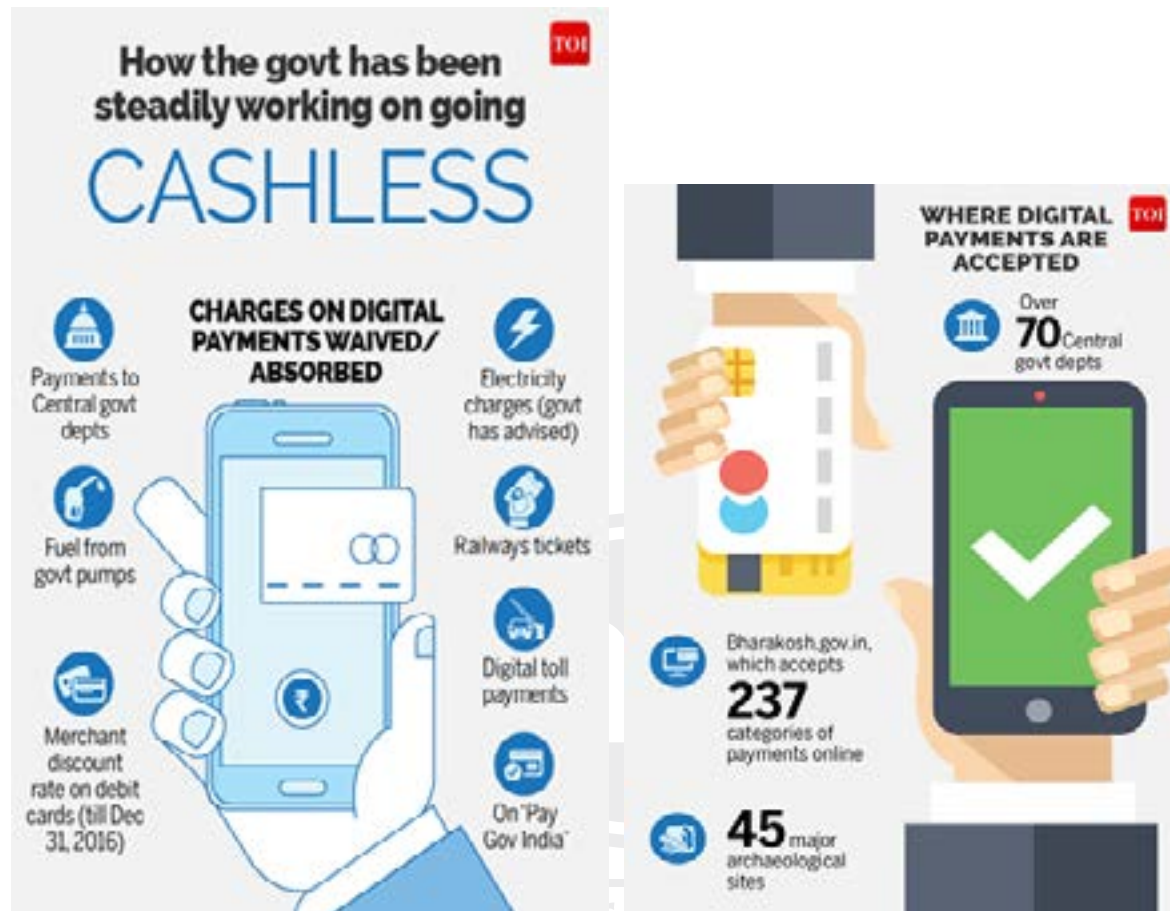 TOI
How the govt has been
steadily working on going
CASHLESS
CHARGES ON DIGITAL
PAYMENTS WAIVED/
ABSORBED
Payments to
Central govt
depts
Fuel from
govt pumps
Merchant
discount
rate on debit
cards (till Dec
31, 2016)
Electricity
charges (govt
has advised)
Railways tickets
Digital toll
payments
On "Pay
Gov India"
₹
TOI
WHERE DIGITAL
PAYMENTS ARE
ACCEPTED
Over
70 Central
govt depts
Bharakosh.gov.in,
which accepts
237
categories of
payments online
45 major
archaeological
sites